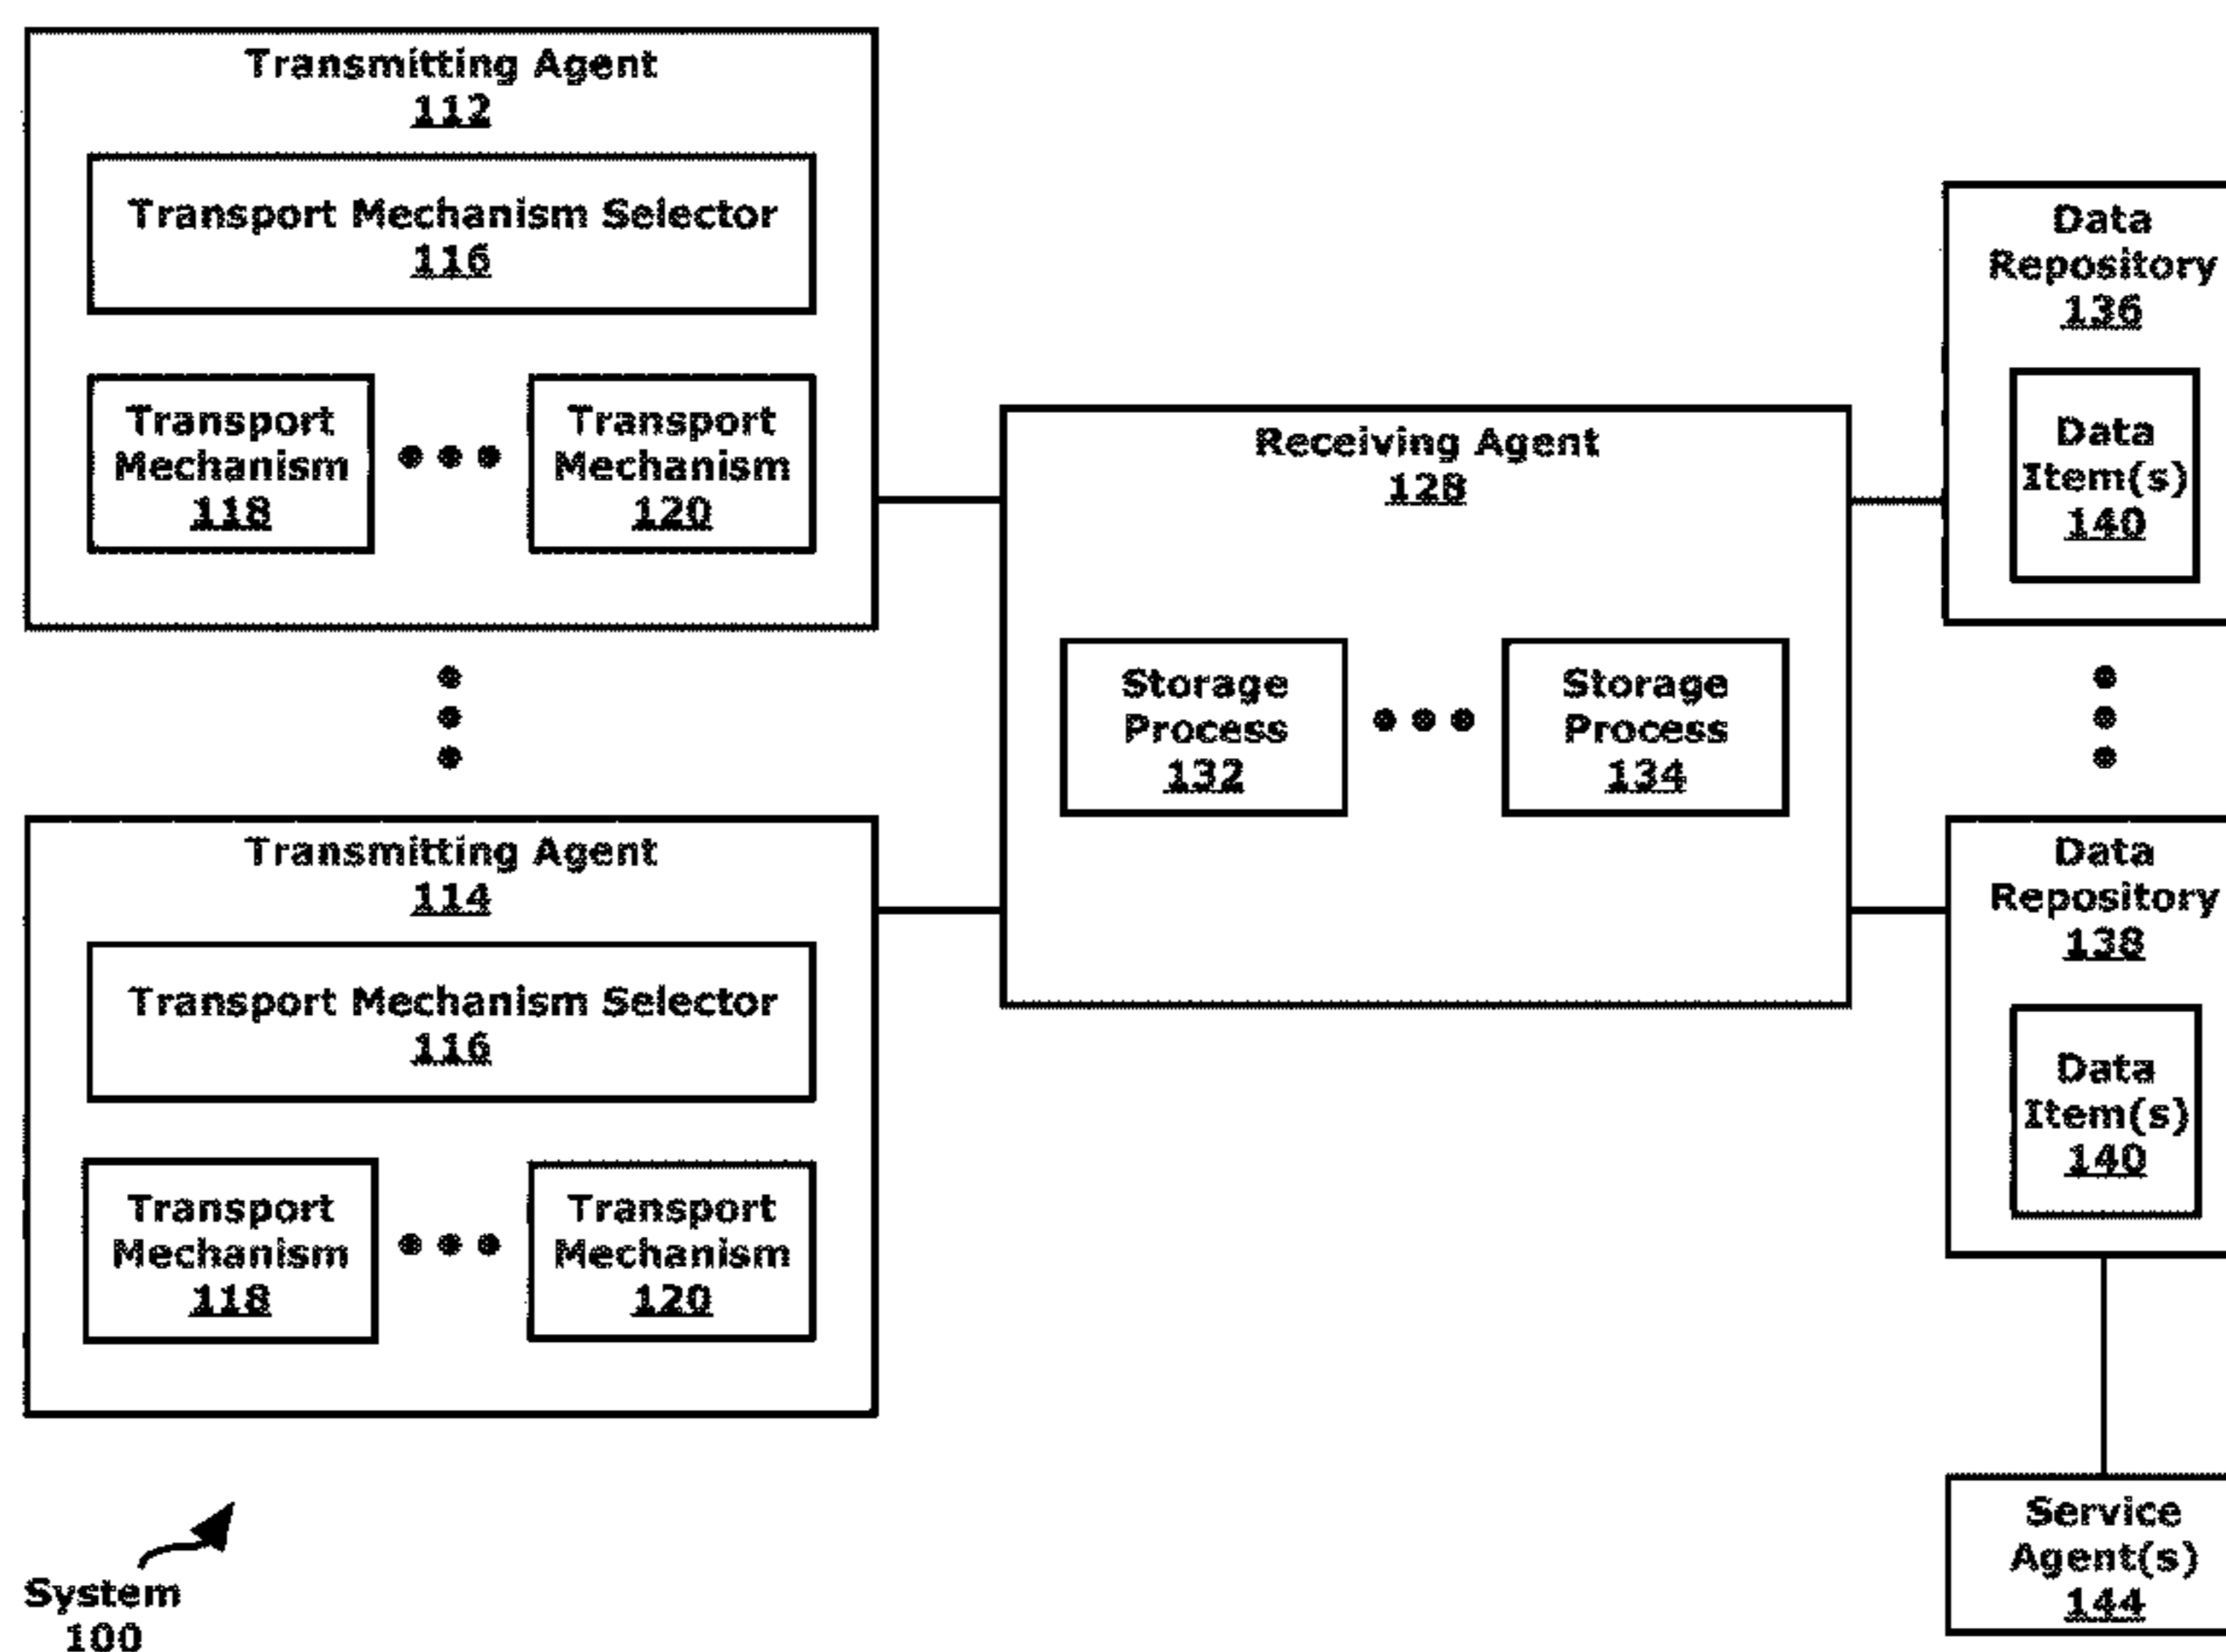 Transmitting Agent
112
Transport Mechanism Selector
116
Transport
Mechanism
118
Transport
Mechanism
120
Transmitting Agent
114
Transport Mechanism Selector
116
Transport
Mechanism
118
Transport
Mechanism
120
Receiving Agent
128
Storage
Process
132
Storage
Process
134
Data
Repository
136
Data
Item(s)
140
Data
Repository
138
Data
Item(s)
140
Service
Agent(s)
144
System
100